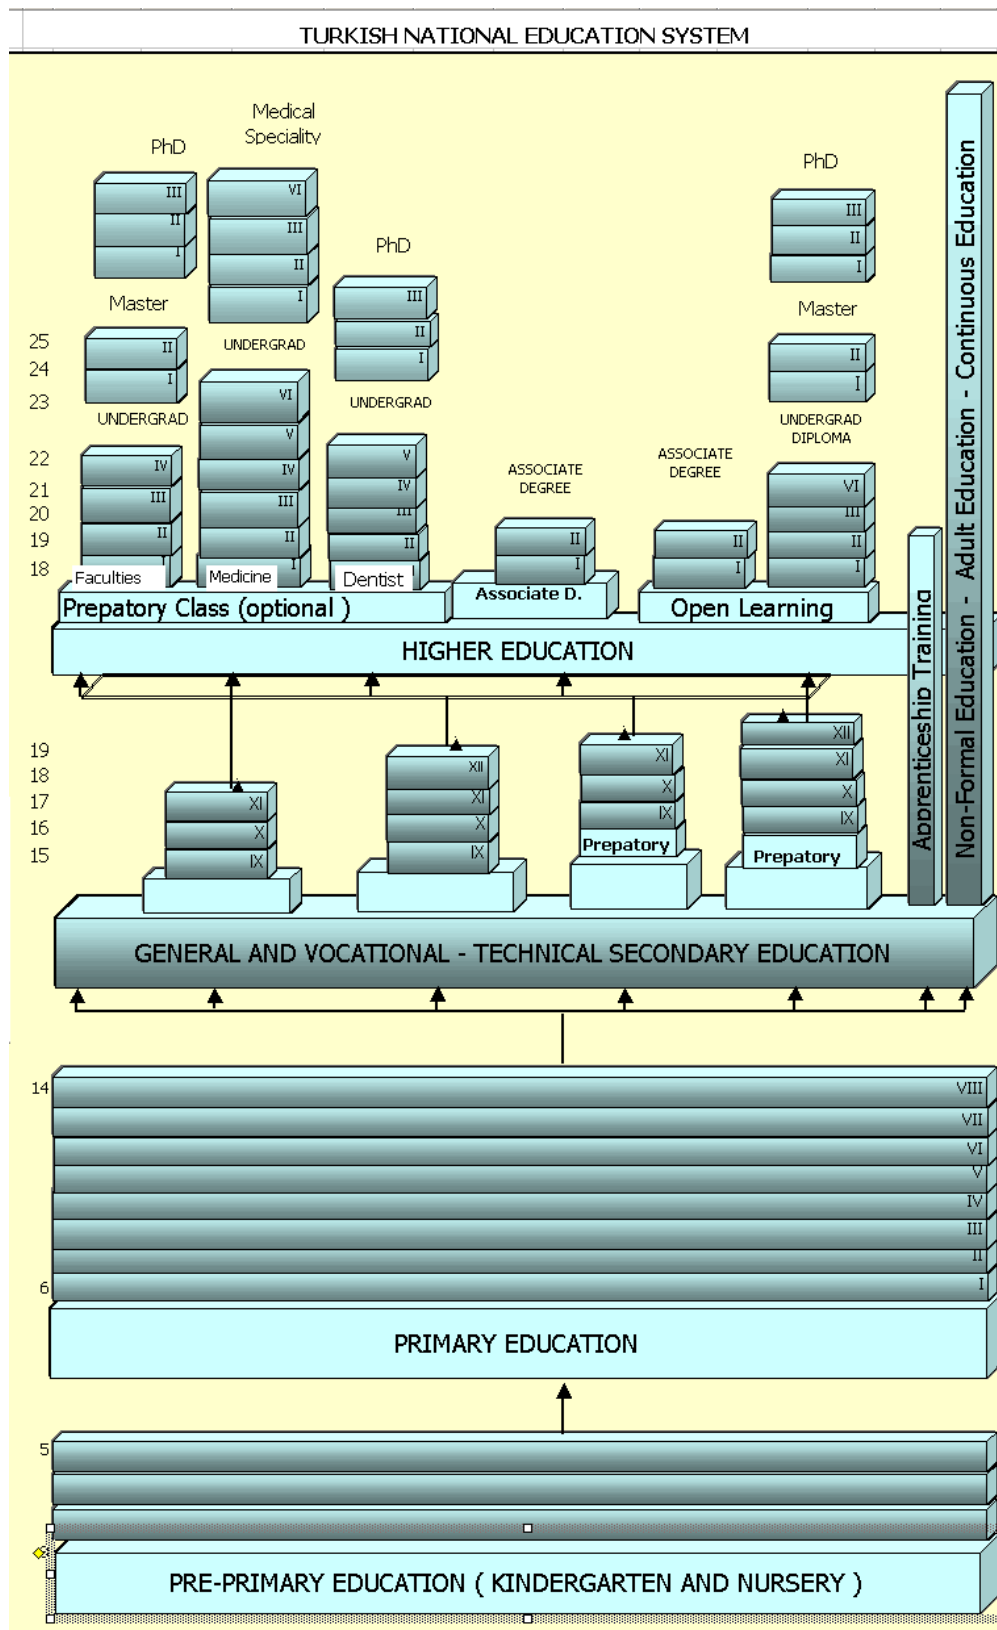 TURKISH NATIONAL EDUCATION SYSTEM
Medical
Speciality
PhD
VI
III
II
I
III
II
I
PhD
III
II
I
PhD
III
II
I
Master
II
I
UNDERGRAD
VI
V
IV
III
II
I
Medicine
UNDERGRAD
IV
III
II
I
Faculties
UNDERGRAD
V
IV
III
II
Dentist
Master
II
I
UNDERGRAD
DIPLOMA
VI
III
II
I
ASSOCIATE
DEGREE
II
I
ASSOCIATE
DEGREE
II
I
25
24
23
22
21
20
19
18
Prepatory Class (optional )
Associate D.
Open Learning
HIGHER EDUCATION
Apprenticeship Training
Non-Formal Education - Adult Education - Continuous Education
19
18
17
16
15
XI
X
IX
XII
XI
X
IX
XI
X
IX
Prepatory
XII
XI
X
IX
Prepatory
GENERAL AND VOCATIONAL - TECHNICAL SECONDARY EDUCATION
14
VIII
VII
VI
V
IV
III
II
6
I
PRIMARY EDUCATION
5
PRE-PRIMARY EDUCATION ( KINDERGARTEN AND NURSERY )